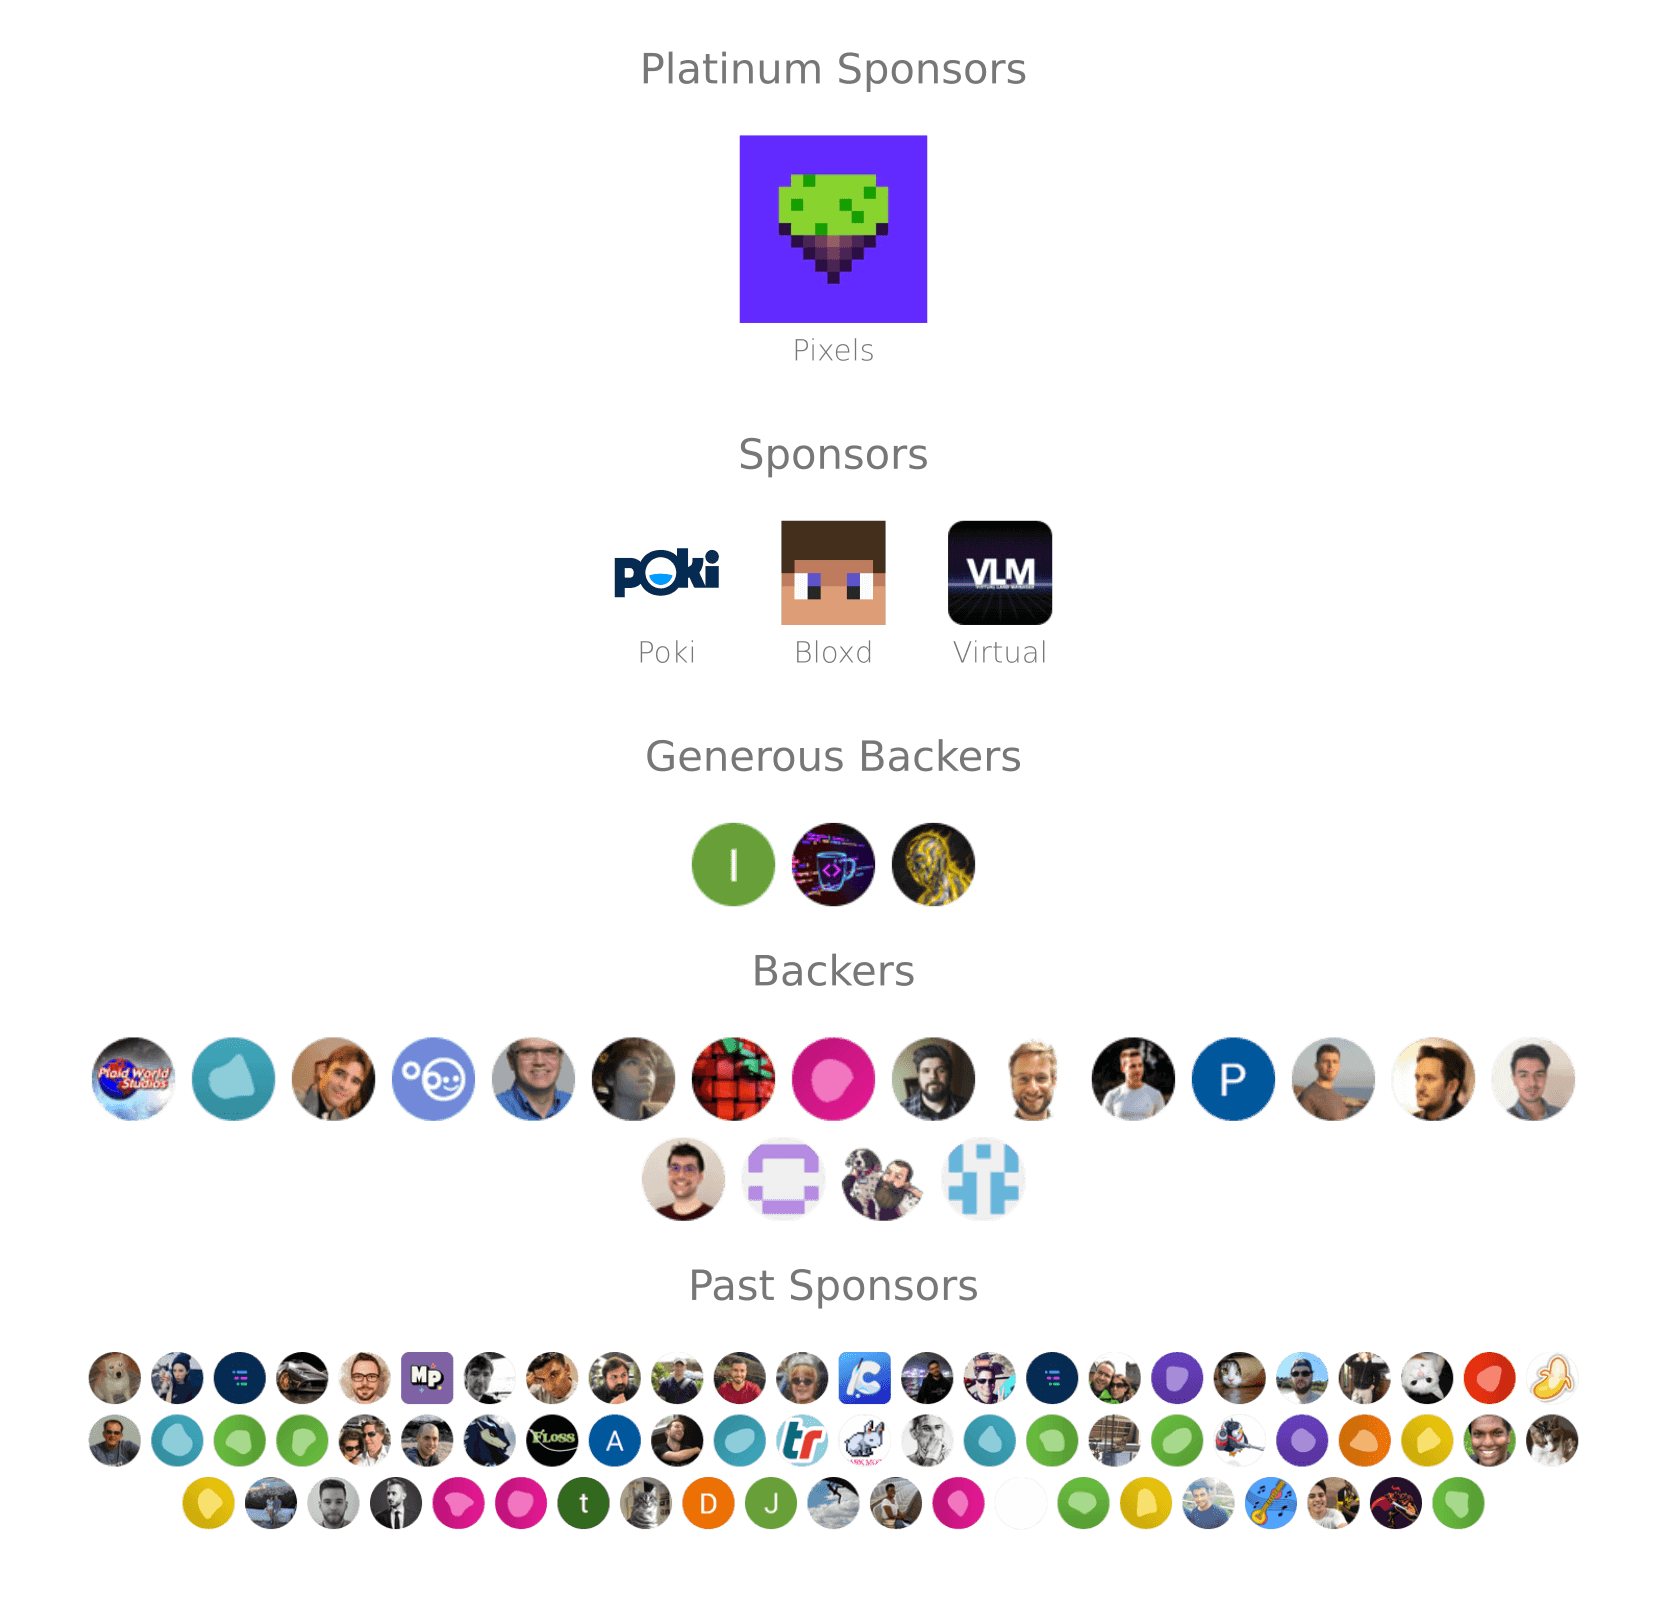 Platinum Sponsors
Pixels
Sponsors
poki
VLM
Poki Bloxd Virtual
Generous Backers
I
Backers
Plaid World
Studios
P
Past Sponsors
MP
C
FLOSS
A
tr
t
D
J